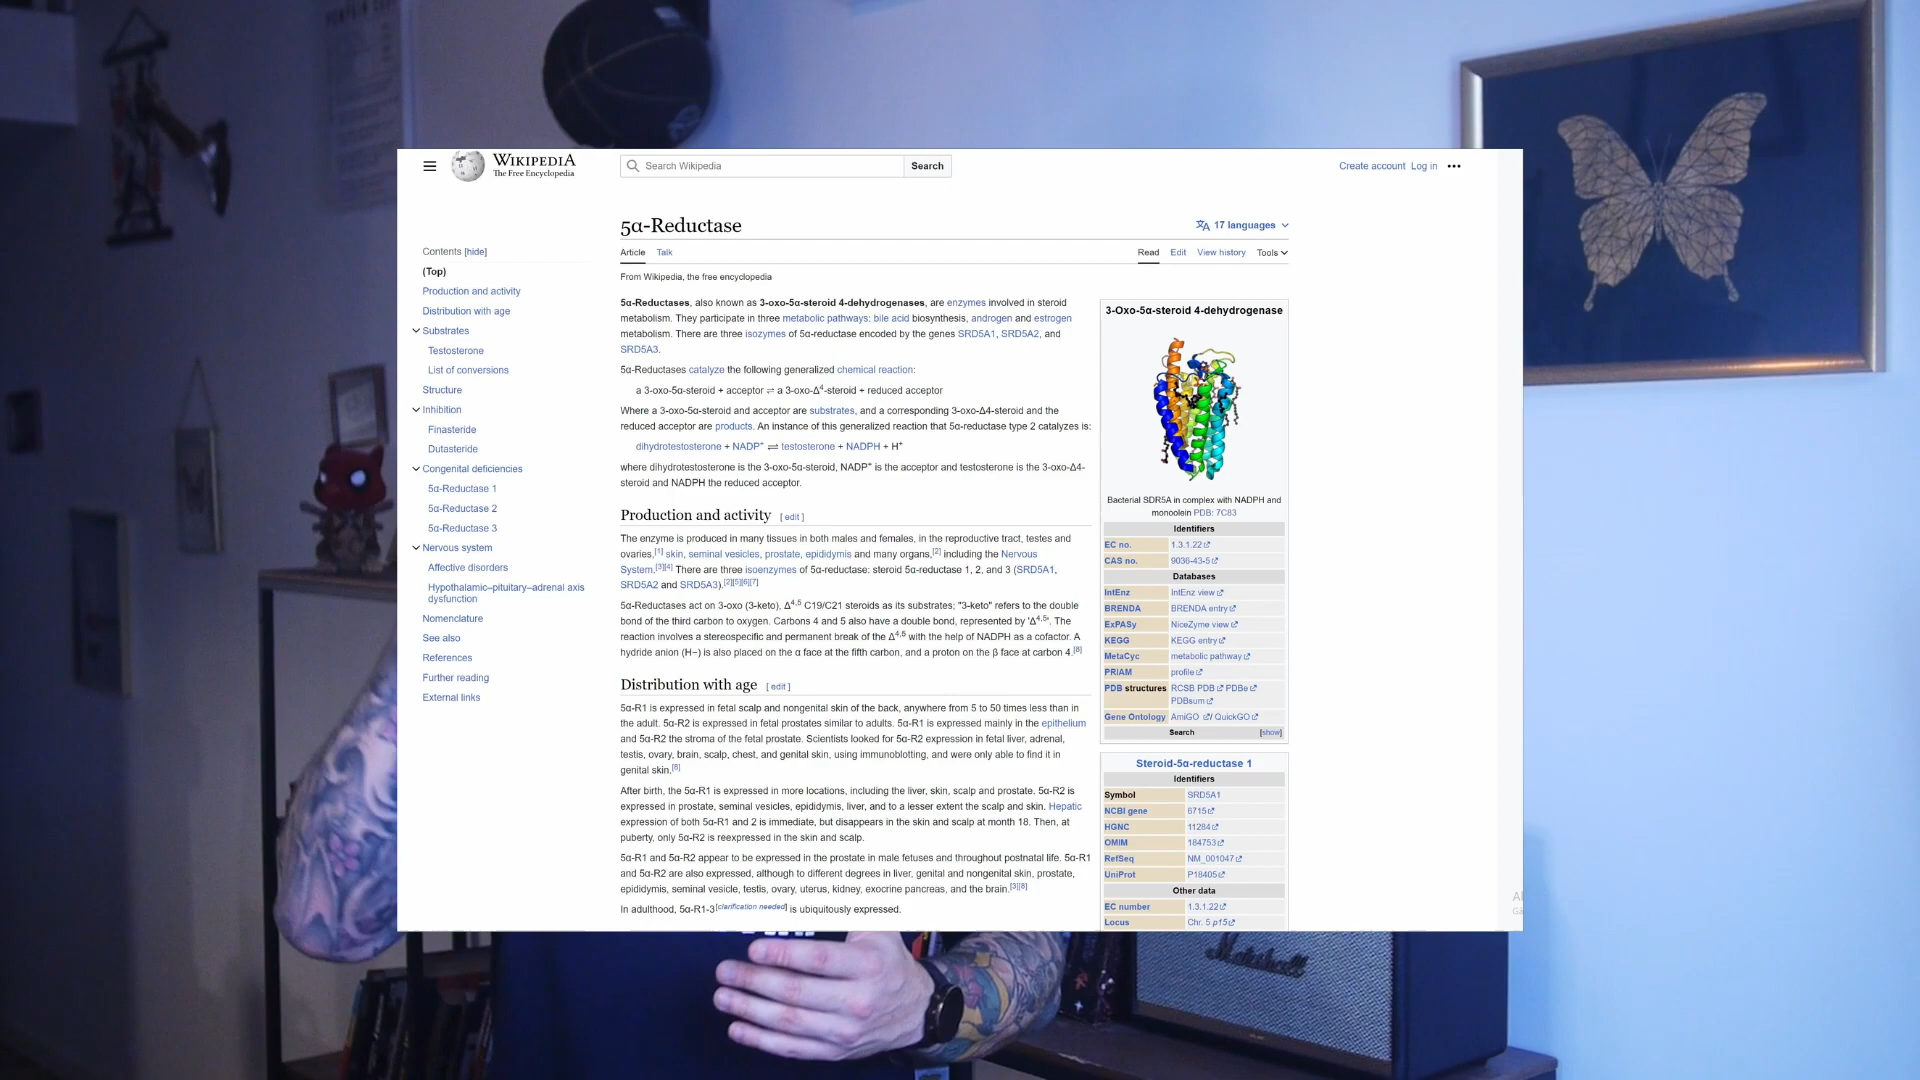 WIKIPEDIA
The Free Encyclopedia
Search Wikipedia
Search
Create account Log in
5α-Reductase
17 languages
Article Talk
Read Edit View history Tools
From Wikipedia, the free encyclopedia
Contents [hide]
(Top)
Production and activity
Distribution with age
Substrates
Testosterone
List of conversions
Structure
Inhibition
Finasteride
Dutasteride
Congenital deficiencies
5α-Reductase 1
5α-Reductase 2
5α-Reductase 3
Nervous system
Affective disorders
Hypothalamic–pituitary–adrenal axis
dysfunction
Nomenclature
See also
References
Further reading
External links
5α-Reductases, also known as 3-oxo-5α-steroid 4-dehydrogenases, are enzymes involved in steroid
metabolism. They participate in three metabolic pathways: bile acid biosynthesis, androgen and estrogen
metabolism. There are three isozymes of 5α-reductase encoded by the genes SRD5A1, SRD5A2, and
SRD5A3.
5α-Reductases catalyze the following generalized chemical reaction:
a 3-oxo-5α-steroid + acceptor ⇌ a 3-oxo-Δ⁴-steroid + reduced acceptor
Where a 3-oxo-5α-steroid and acceptor are substrates, and a corresponding 3-oxo-Δ4-steroid and the
reduced acceptor are products. An instance of this generalized reaction that 5α-reductase type 2 catalyzes is:
dihydrotestosterone + NADP⁺ ⇌ testosterone + NADPH + H⁺
where dihydrotestosterone is the 3-oxo-5α-steroid, NADP⁺ is the acceptor and testosterone is the 3-oxo-Δ4-
steroid and NADPH the reduced acceptor.
Production and activity [ edit ]
The enzyme is produced in many tissues in both males and females, in the reproductive tract, testes and
ovaries,[1] skin, seminal vesicles, prostate, epididymis and many organs,[2] including the Nervous
System.[3][4] There are three isoenzymes of 5α-reductase: steroid 5α-reductase 1, 2, and 3 (SRD5A1,
SRD5A2 and SRD5A3).[2][5][6][7]
5α-Reductases act on 3-oxo (3-keto), Δ4,5 C19/C21 steroids as its substrates; "3-keto" refers to the double
bond of the third carbon to oxygen. Carbons 4 and 5 also have a double bond, represented by 'Δ4,5'. The
reaction involves a stereospecific and permanent break of the Δ4,5 with the help of NADPH as a cofactor. A
hydride anion (H−) is also placed on the α face at the fifth carbon, and a proton on the β face at carbon 4.[8]
Distribution with age [ edit ]
5α-R1 is expressed in fetal scalp and nongenital skin of the back, anywhere from 5 to 50 times less than in
the adult. 5α-R2 is expressed in fetal prostates similar to adults. 5α-R1 is expressed mainly in the epithelium
and 5α-R2 the stroma of the fetal prostate. Scientists looked for 5α-R2 expression in fetal liver, adrenal,
testis, ovary, brain, scalp, chest, and genital skin, using immunoblotting, and were only able to find it in
genital skin.[8]
After birth, the 5α-R1 is expressed in more locations, including the liver, skin, scalp and prostate. 5α-R2 is
expressed in prostate, seminal vesicles, epididymis, liver, and to a lesser extent the scalp and skin. Hepatic
expression of both 5α-R1 and 2 is immediate, but disappears in the skin and scalp at month 18. Then, at
puberty, only 5α-R2 is reexpressed in the skin and scalp.
5α-R1 and 5α-R2 appear to be expressed in the prostate in male fetuses and throughout postnatal life. 5α-R1
and 5α-R2 are also expressed, although to different degrees in liver, genital and nongenital skin, prostate,
epididymis, seminal vesicle, testis, ovary, uterus, kidney, exocrine pancreas, and the brain.[3][8]
In adulthood, 5α-R1-3[clarification needed] is ubiquitously expressed.
3-Oxo-5α-steroid 4-dehydrogenase
Bacterial SDR5A in complex with NADPH and
monoolein PDB: 7C83
Identifiers
EC no. 1.3.1.22
CAS no. 9036-43-5
Databases
IntEnz IntEnz view
BRENDA BRENDA entry
ExPASy NiceZyme view
KEGG KEGG entry
MetaCyc metabolic pathway
PRIAM profile
PDB structures RCSB PDB PDBe
PDBsum
Gene Ontology AmiGO / QuickGO
Search [show]
Steroid-5α-reductase 1
Identifiers
Symbol SRD5A1
NCBI gene 6715
HGNC 11284
OMIM 184753
RefSeq NM_001047
UniProt P18405
Other data
EC number 1.3.1.22
Locus Chr. 5 p15
Marshall